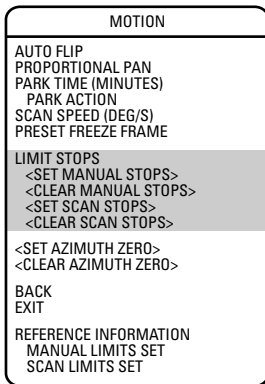 MOTION
AUTO FLIP
PROPORTIONAL PAN
PARK TIME (MINUTES)
PARK ACTION
SCAN SPEED (DEG/S)
PRESET FREEZE FRAME
LIMIT STOPS
<SET MANUAL STOPS>
<CLEAR MANUAL STOPS>
<SET SCAN STOPS>
<CLEAR SCAN STOPS>
<SET AZIMUTH ZERO>
<CLEAR AZIMUTH ZERO>
BACK
EXIT
REFERENCE INFORMATION
MANUAL LIMITS SET
SCAN LIMITS SET